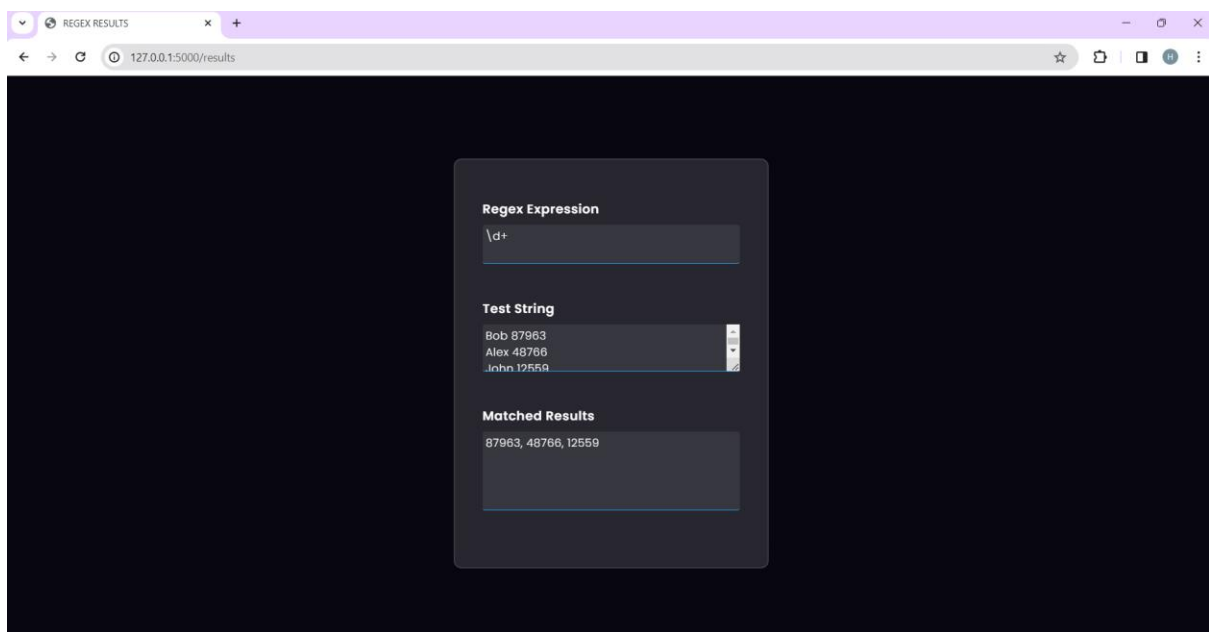 REGEX RESULTS
127.0.0.1:5000/results
H
Regex Expression
\d+
Test String
Bob 87963
Alex 48766
John 12559
Matched Results
87963, 48766, 12559